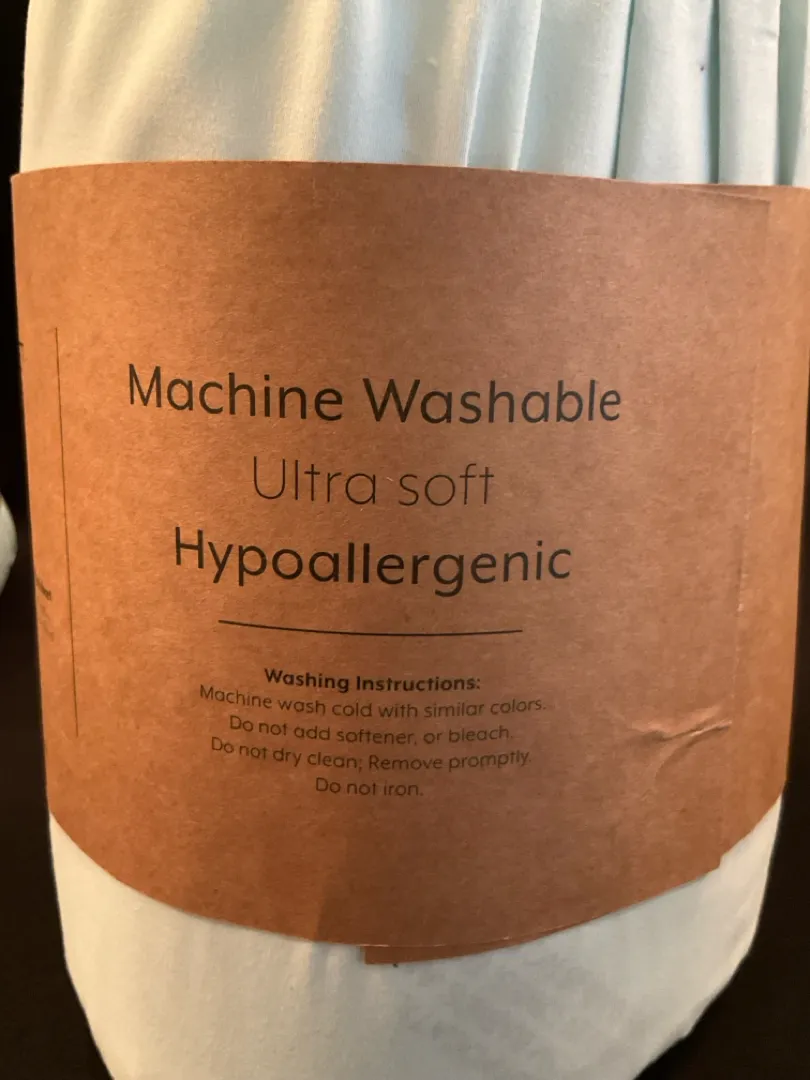 Machine Washable
Ultra soft
Hypoallergenic
Washing Instructions:
Machine wash cold with similar colors.
Do not add softener, or bleach.
Do not dry clean; Remove promptly.
Do not iron.